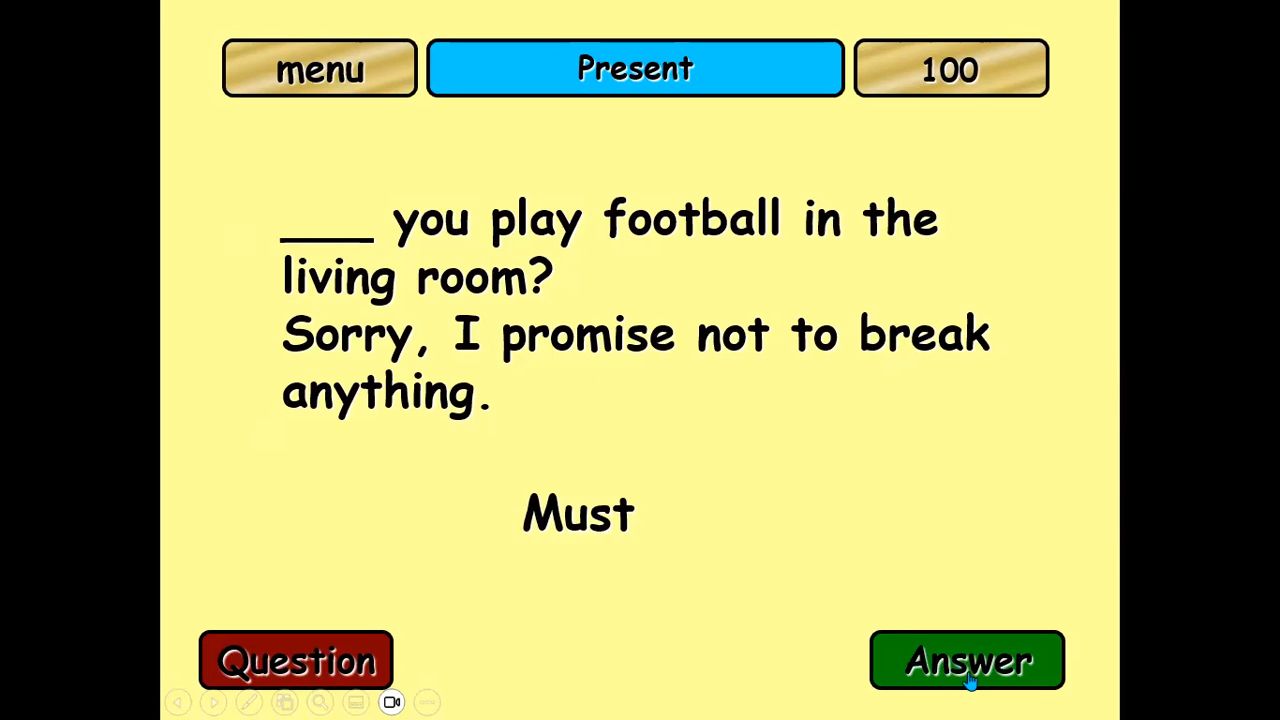 menu
Present
100
___ you play football in the
living room?
Sorry, I promise not to break
anything.
Must
Question
Answer